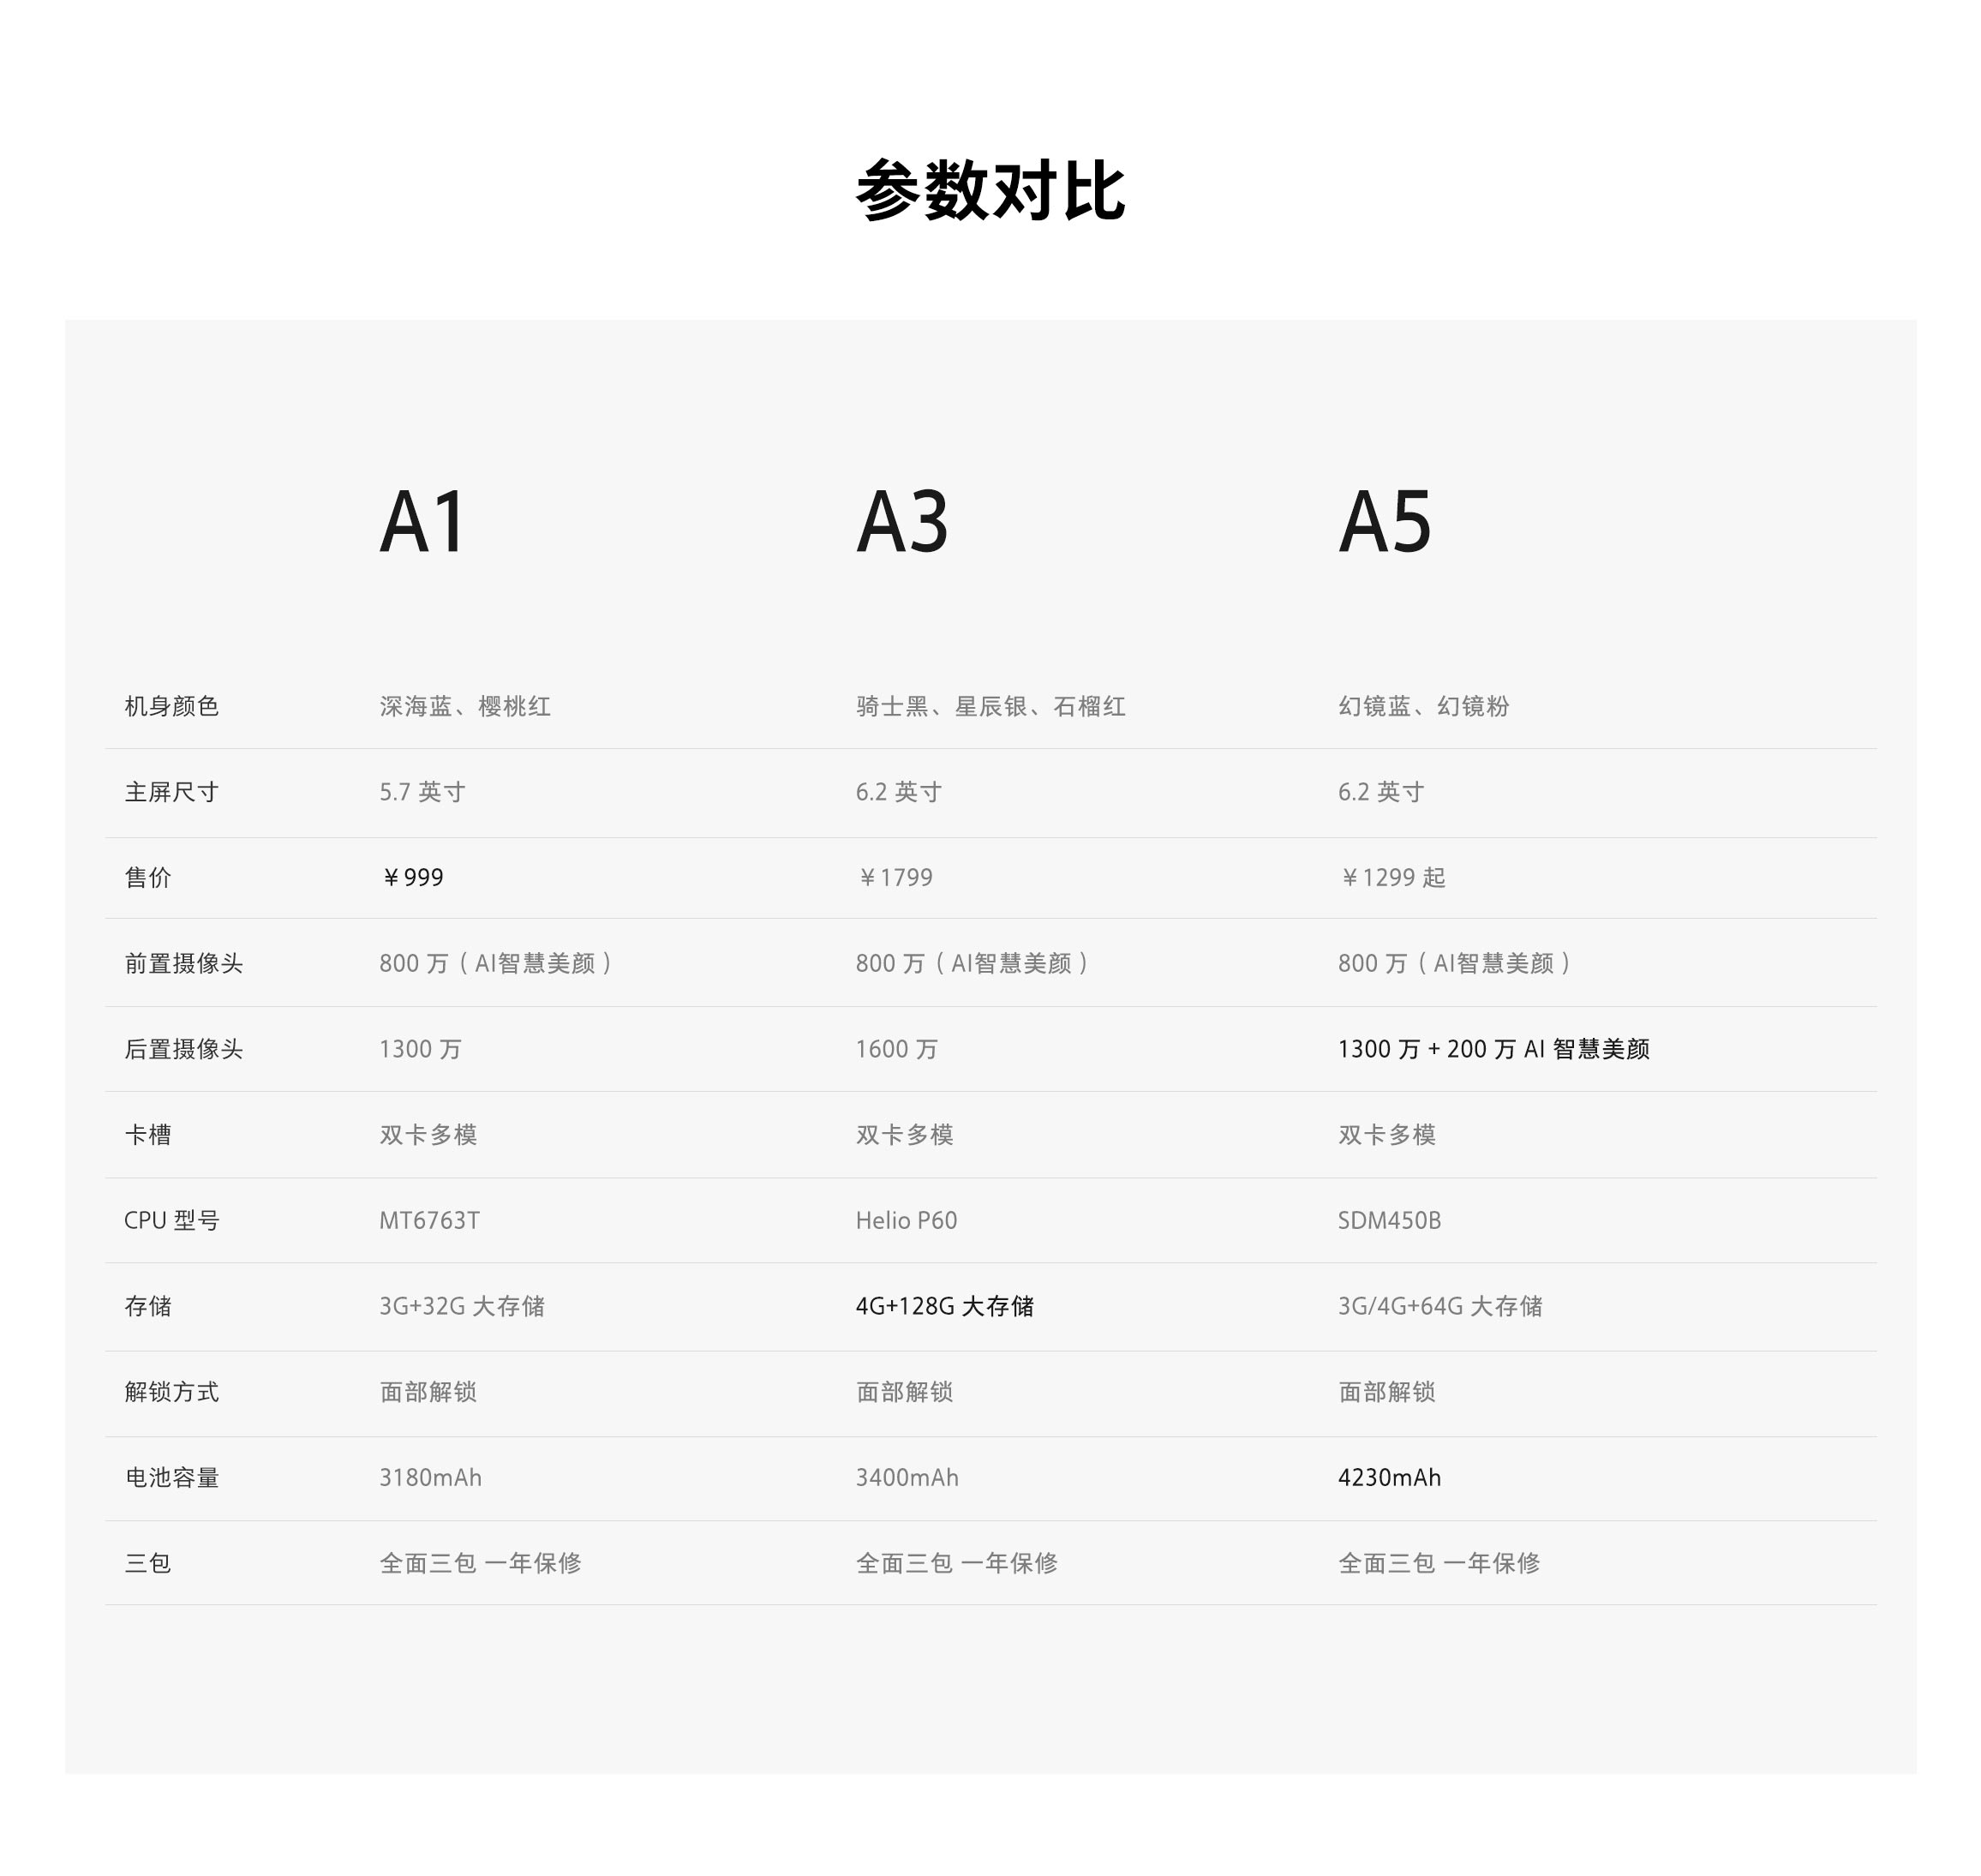 参数对比
A1 A3 A5
机身颜色 深海蓝、樱桃红 骑士黑、星辰银、石榴红 幻镜蓝、幻镜粉
主屏尺寸 5.7 英寸 6.2 英寸 6.2 英寸
售价 ￥999 ￥1799 ￥1299 起
前置摄像头 800 万（ AI智慧美颜 ） 800 万（ AI智慧美颜 ） 800 万（ AI智慧美颜 ）
后置摄像头 1300 万 1600 万 1300 万 + 200 万 AI 智慧美颜
卡槽 双卡多模 双卡多模 双卡多模
CPU 型号 MT6763T Helio P60 SDM450B
存储 3G+32G 大存储 4G+128G 大存储 3G/4G+64G 大存储
解锁方式 面部解锁 面部解锁 面部解锁
电池容量 3180mAh 3400mAh 4230mAh
三包 全面三包 一年保修 全面三包 一年保修 全面三包 一年保修